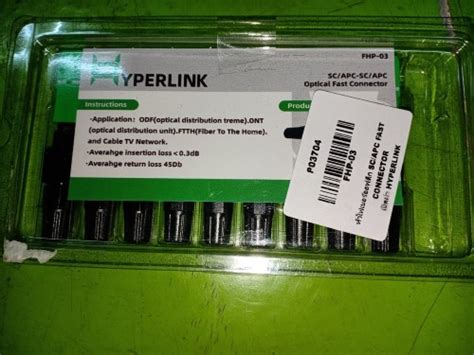 FHP-03
HYPERLINK
SC/APC-SC/APC
Optical Fast Connector
Instructions
Produc
·Application: ODF(optical distribution treme).ONT
(optical distribution unit).FTTH(Fiber To The Home).
and Cable TV Network.
·Averahge insertion loss < 0.3dB
·Averahge return loss 45Db
P03704
FHP-03
SC/APC FAST
CONNECTOR
HYPERLINK